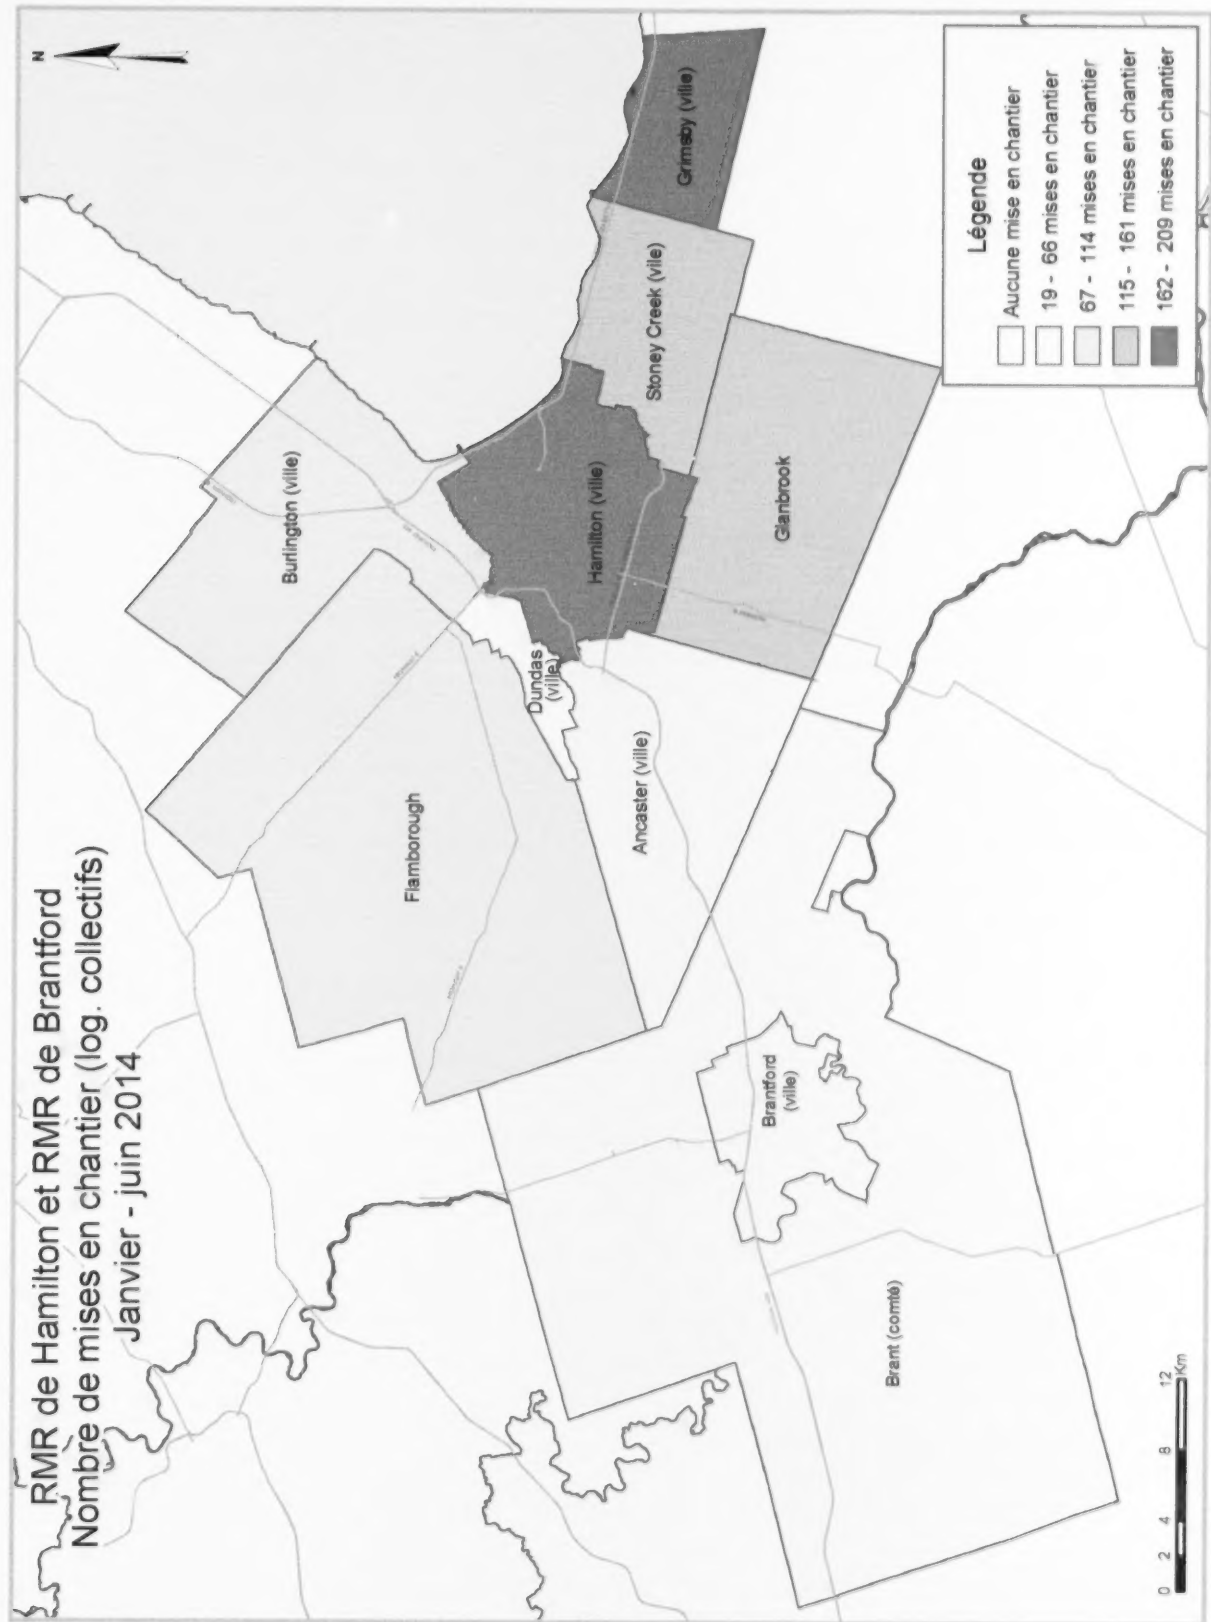 RMR de Hamilton et RMR de Brantford
Nombre de mises en chantier (log. collectifs)
Janvier - juin 2014
N
Burlington (ville)
Flamborough
Dundas
(ville)
Hamilton (ville)
Stoney Creek (ville)
Grimsby (ville)
Ancaster (ville)
Glanbrook
Brantford
(ville)
Brant (comté)
Légende
Aucune mise en chantier
19 - 66 mises en chantier
67 - 114 mises en chantier
115 - 161 mises en chantier
162 - 209 mises en chantier
0 2 4 8 12
Km